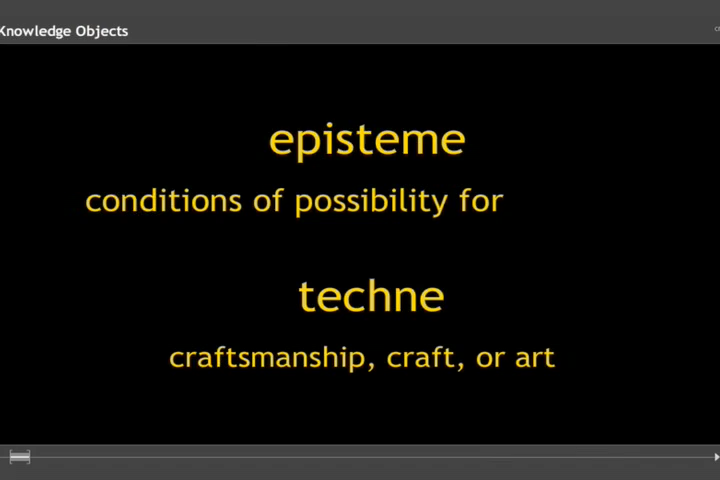 Knowledge Objects
episteme
conditions of possibility for
techne
craftsmanship, craft, or art